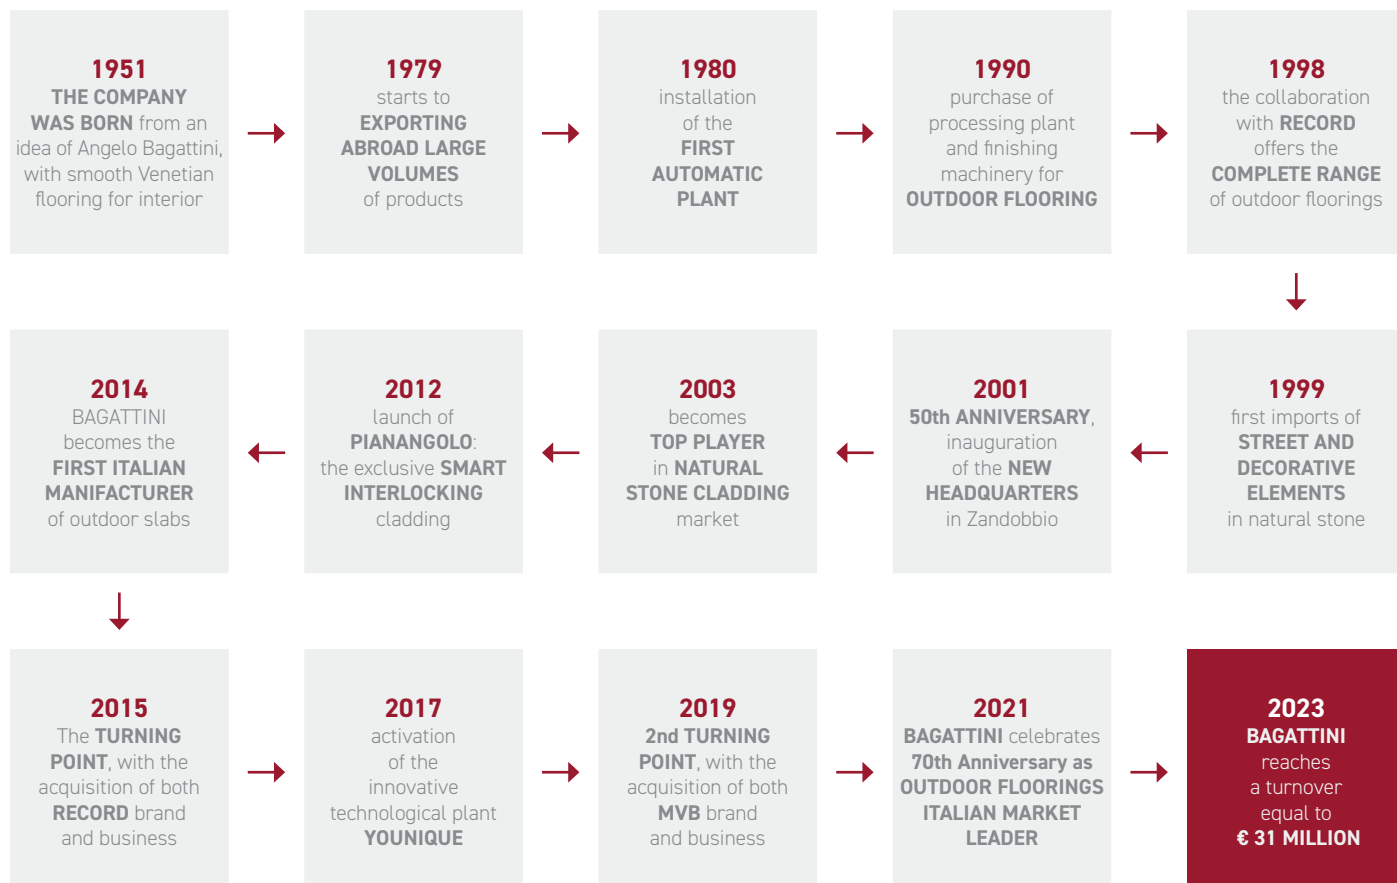 1951
THE COMPANY
WAS BORN from an
idea of Angelo Bagattini,
with smooth Venetian
flooring for interior
1979
starts to
EXPORTING
ABROAD LARGE
VOLUMES
of products
1980
installation
of the
FIRST
AUTOMATIC
PLANT
1990
purchase of
processing plant
and finishing
machinery for
OUTDOOR FLOORING
1998
the collaboration
with RECORD
offers the
COMPLETE RANGE
of outdoor floorings
1999
first imports of
STREET AND
DECORATIVE
ELEMENTS
in natural stone
2001
50th ANNIVERSARY,
inauguration
of the NEW
HEADQUARTERS
in Zandobbio
2003
becomes
TOP PLAYER
in NATURAL
STONE CLADDING
market
2012
launch of
PIANANGOLO:
the exclusive SMART
INTERLOCKING
cladding
2014
BAGATTINI
becomes the
FIRST ITALIAN
MANIFACTURER
of outdoor slabs
2015
The TURNING
POINT, with the
acquisition of both
RECORD brand
and business
2017
activation
of the
innovative
technological plant
YOUNIQUE
2019
2nd TURNING
POINT, with the
acquisition of both
MVB brand
and business
2021
BAGATTINI celebrates
70th Anniversary as
OUTDOOR FLOORINGS
ITALIAN MARKET
LEADER
2023
BAGATTINI
reaches
a turnover
equal to
€ 31 MILLION